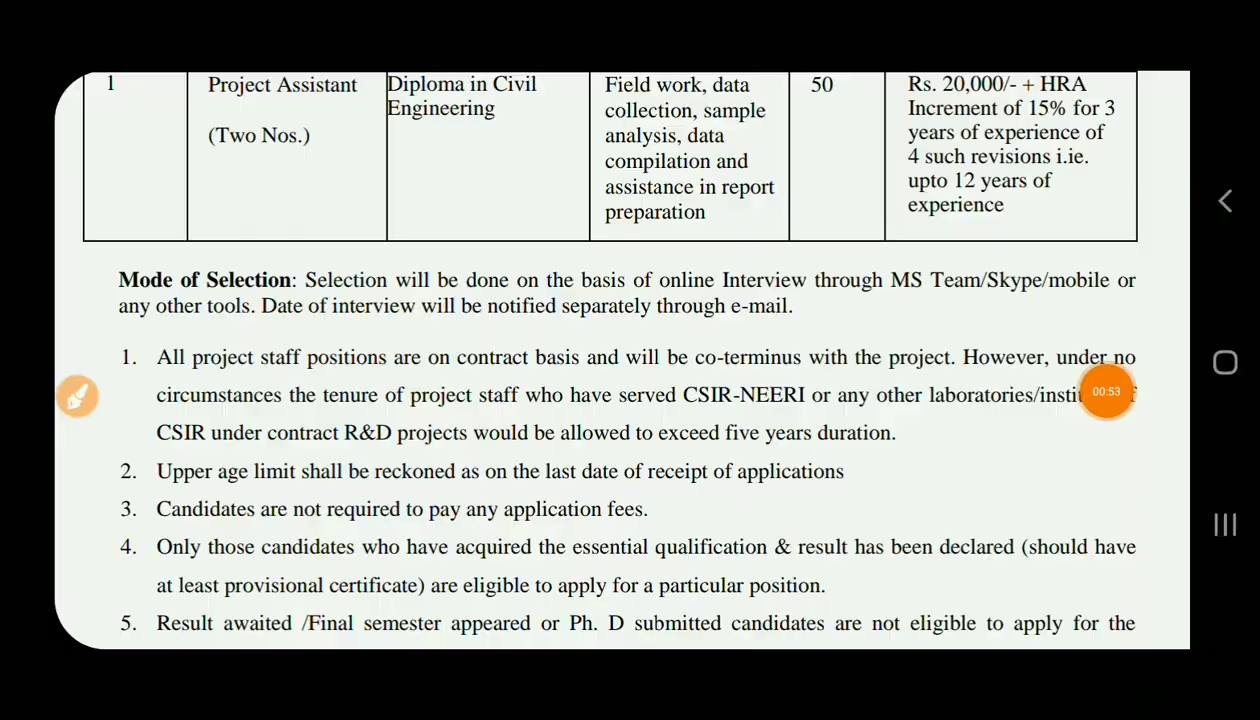 1
Project Assistant
(Two Nos.)
Diploma in Civil
Engineering
Field work, data
collection, sample
analysis, data
compilation and
assistance in report
preparation
50
Rs. 20,000/- + HRA
Increment of 15% for 3
years of experience of
4 such revisions i.ie.
upto 12 years of
experience
Mode of Selection: Selection will be done on the basis of online Interview through MS Team/Skype/mobile or
any other tools. Date of interview will be notified separately through e-mail.
1. All project staff positions are on contract basis and will be co-terminus with the project. However, under no
circumstances the tenure of project staff who have served CSIR-NEERI or any other
CSIR under contract R&D projects would be allowed to exceed five years duration.
00:53
2. Upper age limit shall be reckoned as on the last date of receipt of applications
3. Candidates are not required to pay any application fees.
4. Only those candidates who have acquired the essential qualification & result has been declared (should have
at least provisional certificate) are eligible to apply for a particular position.
5. Result awaited /Final semester appeared or Ph. D submitted candidates are not eligible to apply for the